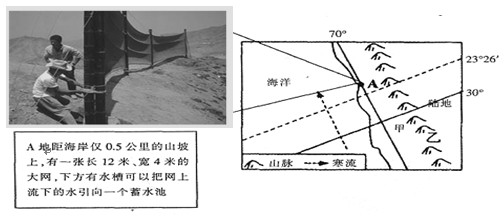 A 地距海岸仅 0.5 公里的山坡
上,有一张长 12 米、宽 4 米的
大网,下方有水槽可以把网上
流下的水引向一个蓄水池
70°
海洋
A
23°26′
陆地
30°
甲
乙
山脉
寒流